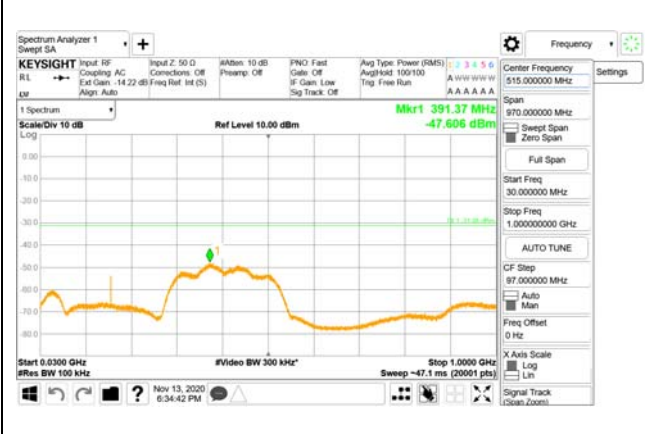 Spectrum Analyzer 1
Swept SA
Frequency
KEYSIGHT
RL
Input: RF
Coupling: AC
Ext Gain: -14.22 dB
Align: Auto
Input Z: 50 Ω
Corrections: Off
Freq Ref: Int (S)
#Atten: 10 dB
Preamp: Off
PNO: Fast
Gate: Off
IF Gain: Low
Sig Track: Off
Avg Type: Power (RMS)
Avg|Hold: 100/100
Trig: Free Run
1 2 3 4 5 6
A W W W W W
A A A A A A
1 Spectrum
Scale/Div 10 dB
Ref Level 10.00 dBm
Mkr1 391.37 MHz
-47.606 dBm
Log
0.00
-10.0
-20.0
-30.0
-40.0
-50.0
-60.0
-70.0
-80.0
1
Start 0.0300 GHz
#Res BW 100 kHz
#Video BW 300 kHz*
Stop 1.0000 GHz
Sweep ~47.1 ms (20001 pts)
Nov 13, 2020
6:34:42 PM
?
Center Frequency
515.000000 MHz
Settings
Span
970.000000 MHz
Swept Span
Zero Span
Full Span
Start Freq
30.000000 MHz
Stop Freq
1.000000000 GHz
AUTO TUNE
CF Step
97.000000 MHz
Auto
Man
Freq Offset
0 Hz
X Axis Scale
Log
Lin
Signal Track
(Span Zoom)